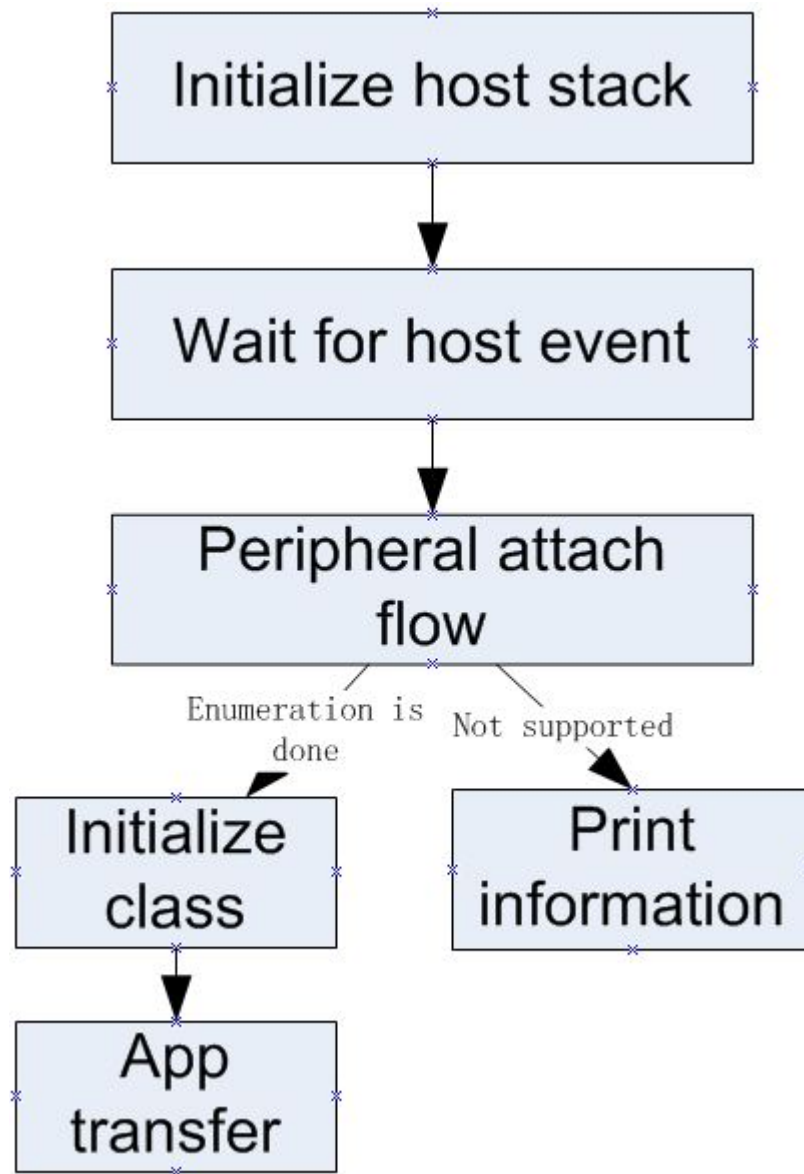 Initialize host stack
Wait for host event
Peripheral attach
flow
Enumeration is
done
Not supported
Initialize
class
Print
information
App
transfer